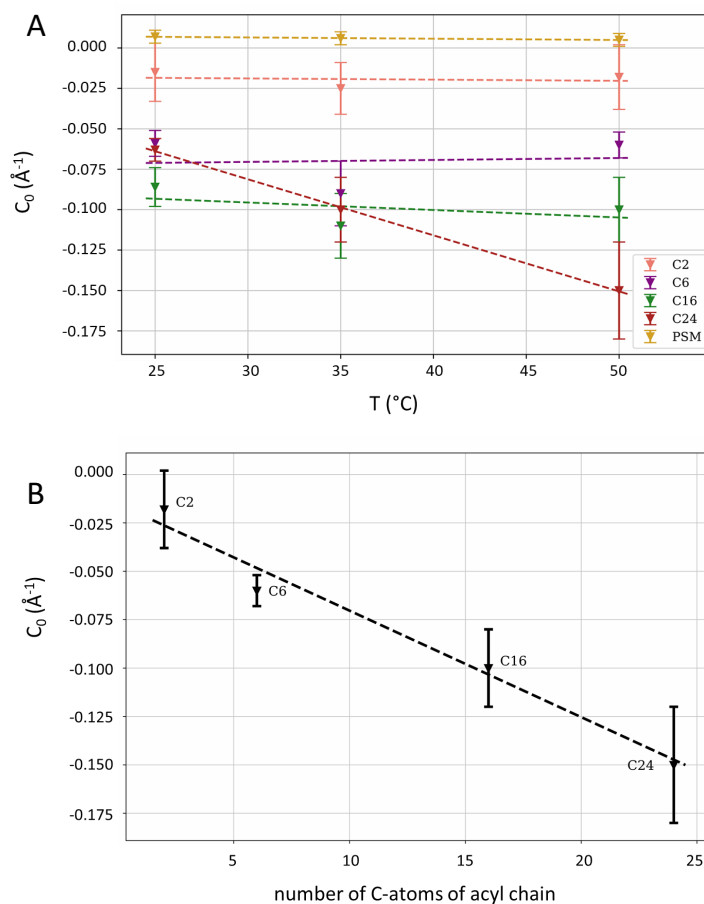 A
0.000
-0.025
-0.050
-0.075
-0.100
-0.125
-0.150
-0.175
C₀ (Å⁻¹)
C2
C6
C16
C24
PSM
25
30
35
40
45
50
T (°C)
B
0.000
-0.025
-0.050
-0.075
-0.100
-0.125
-0.150
-0.175
C₀ (Å⁻¹)
C2
C6
C16
C24
5
10
15
20
25
number of C-atoms of acyl chain